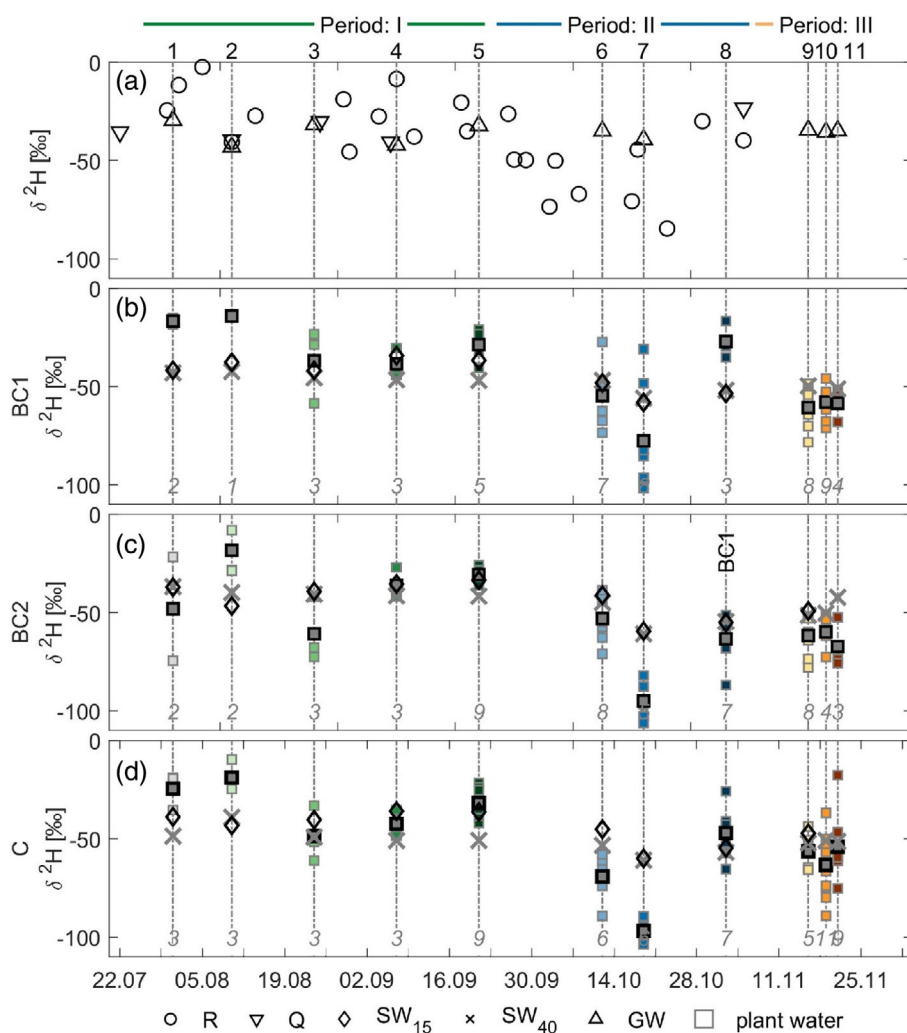 Period: I Period: II Period: III
1 2 3 4 5 6 7 8 9 10 11
(a)
0
-50
-100
δ ²H [‰]
(b)
0
-50
-100
BC1
δ ²H [‰]
2 1 3 3 5 7 3 8 9 4
(c)
0
-50
-100
BC2
δ ²H [‰]
BC1
2 2 3 3 9 8 7 8 4 3
(d)
0
-50
-100
C
δ ²H [‰]
3 3 3 3 9 6 7 5 11 9
22.07 05.08 19.08 02.09 16.09 30.09 14.10 28.10 11.11 25.11
R Q SW₁₅ SW₄₀ GW plant water